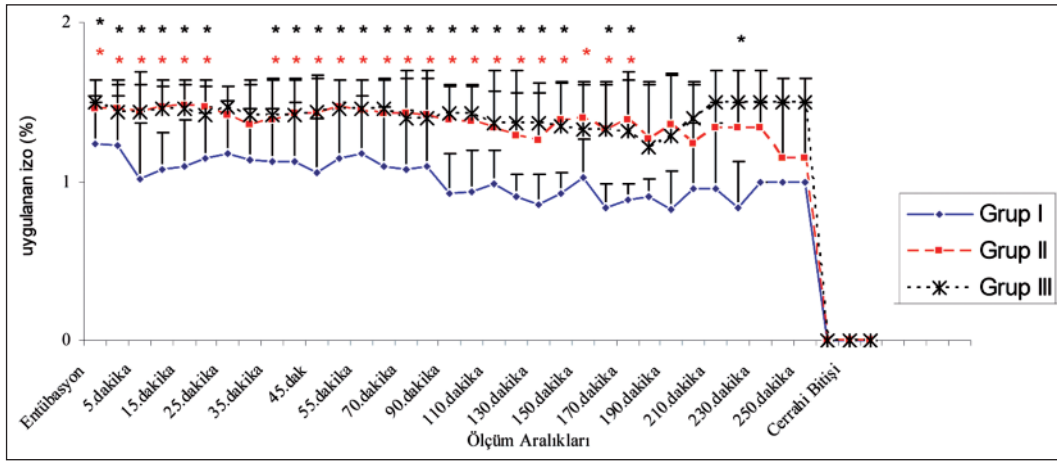 2
* * * * * * * * * * * * * * * * * * * * * * *
* * * * * * * * * * * * * * * * * * * * * *
1
0
uygulanan izo (%)
Grup I
Grup II
Grup III
Entübasyon
5.dakika
15.dakika
25.dakika
35.dakika
45.dak
55.dakika
70.dakika
90.dakika
110.dakika
130.dakika
150.dakika
170.dakika
190.dakika
210.dakika
230.dakika
250.dakika
Cerrahi Bitişi
Ölçüm Aralıkları